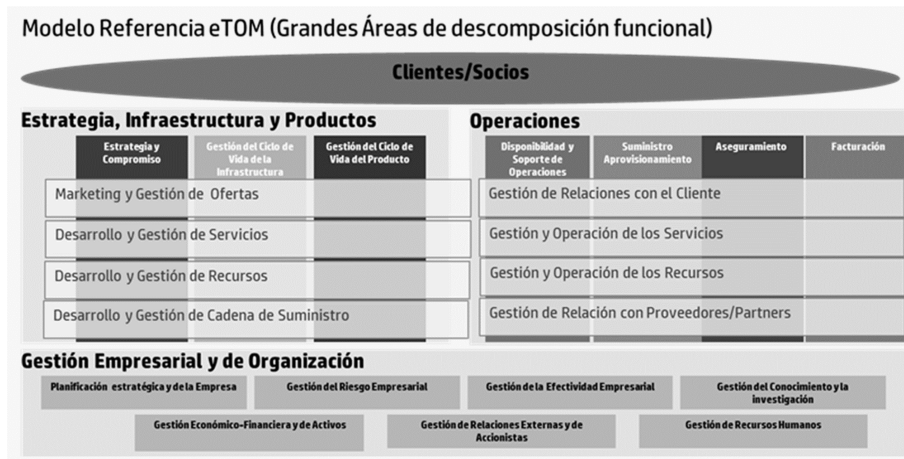 Modelo Referencia eTOM (Grandes Áreas de descomposición funcional)
Clientes/Socios
Estrategia, Infraestructura y Productos
Estrategia y
Compromiso
Gestión del Ciclo de
Vida de la
Infrastructura
Gestión del Ciclo de
Vida del Producto
Marketing y Gestión de Ofertas
Desarrollo y Gestión de Servicios
Desarrollo y Gestión de Recursos
Desarrollo y Gestión de Cadena de Suministro
Operaciones
Disponibilidad y
Soporte de
Operaciones
Suministro
Aprovisionamiento
Aseguramiento
Facturación
Gestión de Relaciones con el Cliente
Gestión y Operación de los Servicios
Gestión y Operación de los Recursos
Gestión de Relación con Proveedores/Partners
Gestión Empresarial y de Organización
Planificación estratégica y de la Empresa
Gestión del Riesgo Empresarial
Gestión de la Efectividad Empresarial
Gestión del Conocimiento y la
investigación
Gestión Económico-Financiera y de Activos
Gestión de Relaciones Externas y de
Accionistas
Gestión de Recursos Humanos